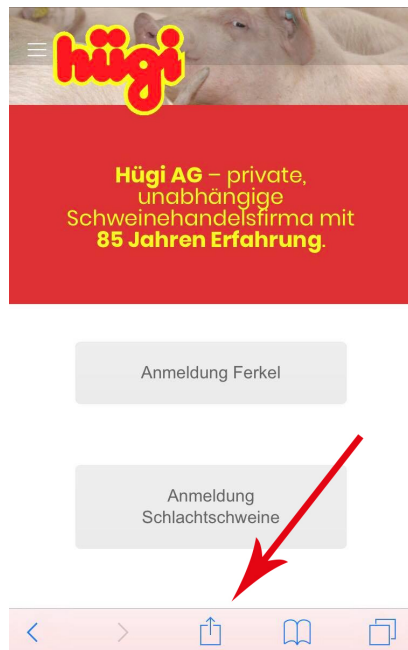 hügi
Hügi AG – private,
unabhängige
Schweinehandelsfirma mit
85 Jahren Erfahrung.
Anmeldung Ferkel
Anmeldung
Schlachtschweine